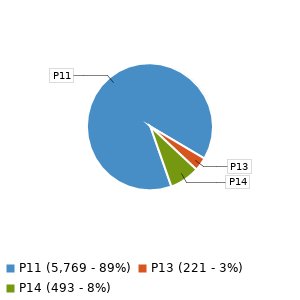 P11
P13
P14
P11 (5,769 - 89%) P13 (221 - 3%)
P14 (493 - 8%)